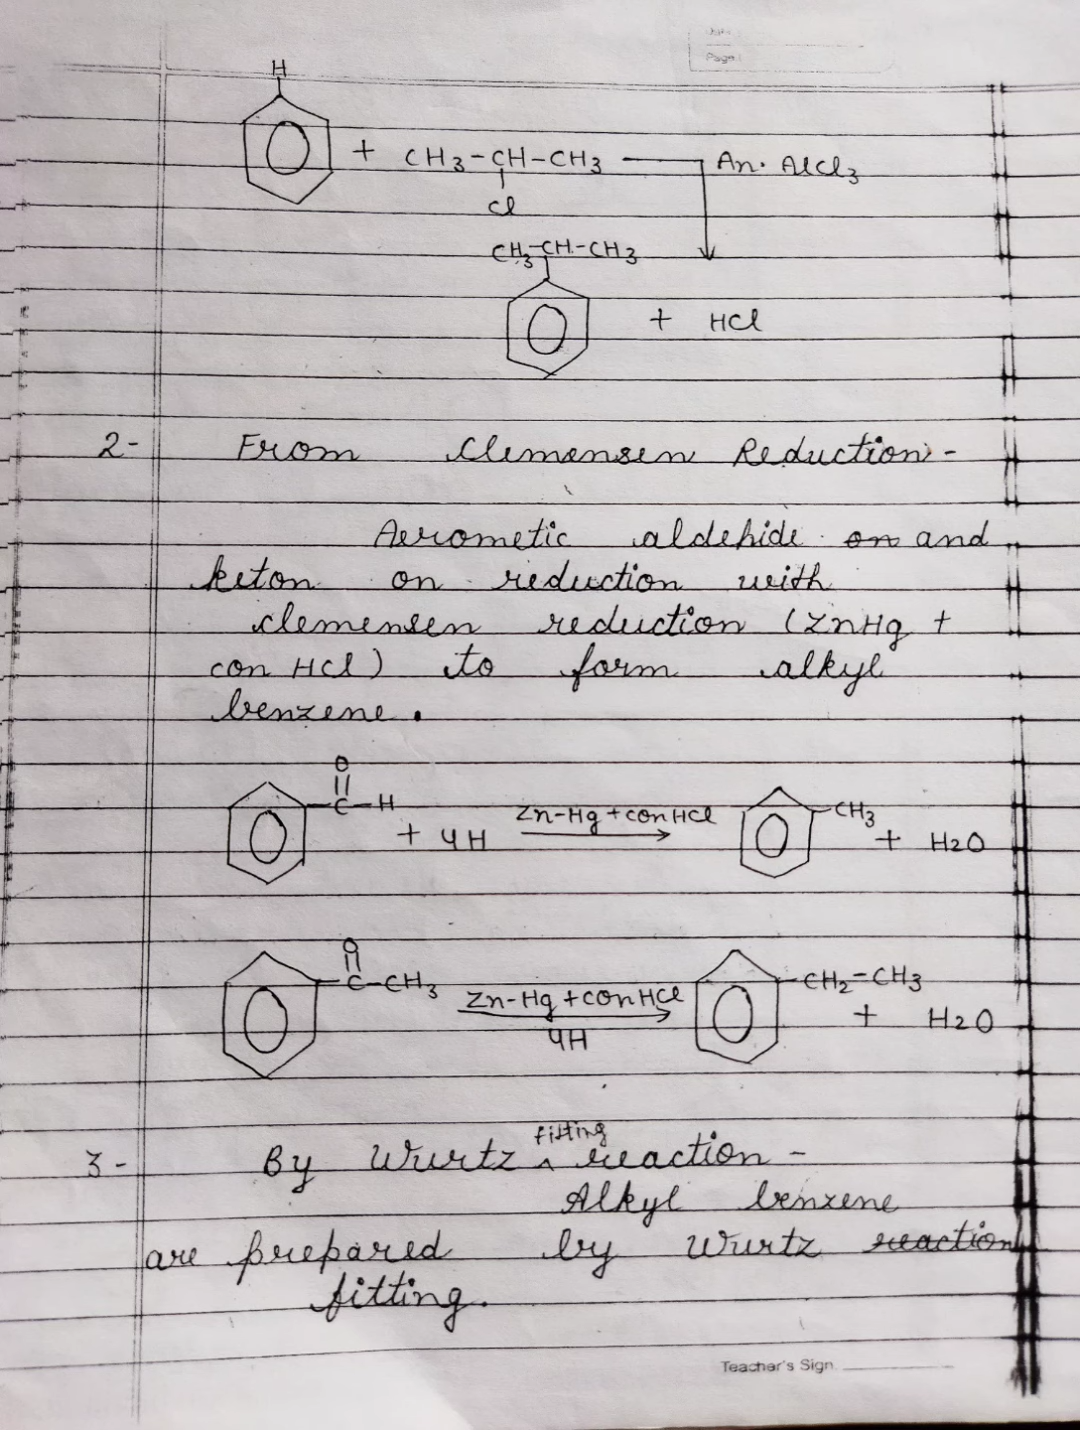 Date
Page
H
+ CH3-CH-CH3 An. AlCl3
Cl
CH3-CH-CH3
+ HCl
2- From Clemensen Reduction -
Aerometic aldehide on and
keton on reduction with
clemensen reduction (ZnHg +
con HCl) to form alkyl
benzene.
O
C-H Zn-Hg + con HCl CH3
+ 4H + H2O
O
C-CH3 Zn-Hg + con HCl CH2-CH3
4H + H2O
fitting
3- By Wurtz ^ reaction -
Alkyl benzene
are prepared by Wurtz reaction
fitting.
Teacher's Sign.